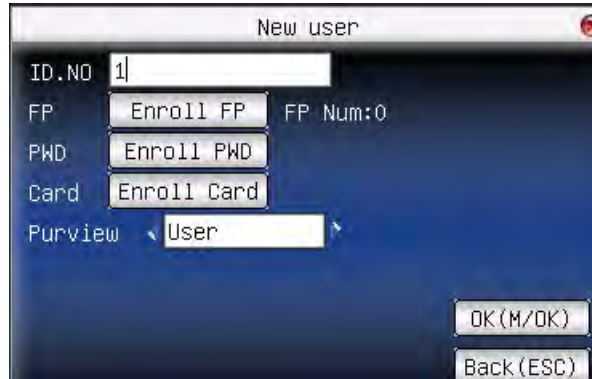 New user
ID.NO 1
FP Enroll FP FP Num:0
PWD Enroll PWD
Card Enroll Card
Purview User
OK(M/OK)
Back(ESC)